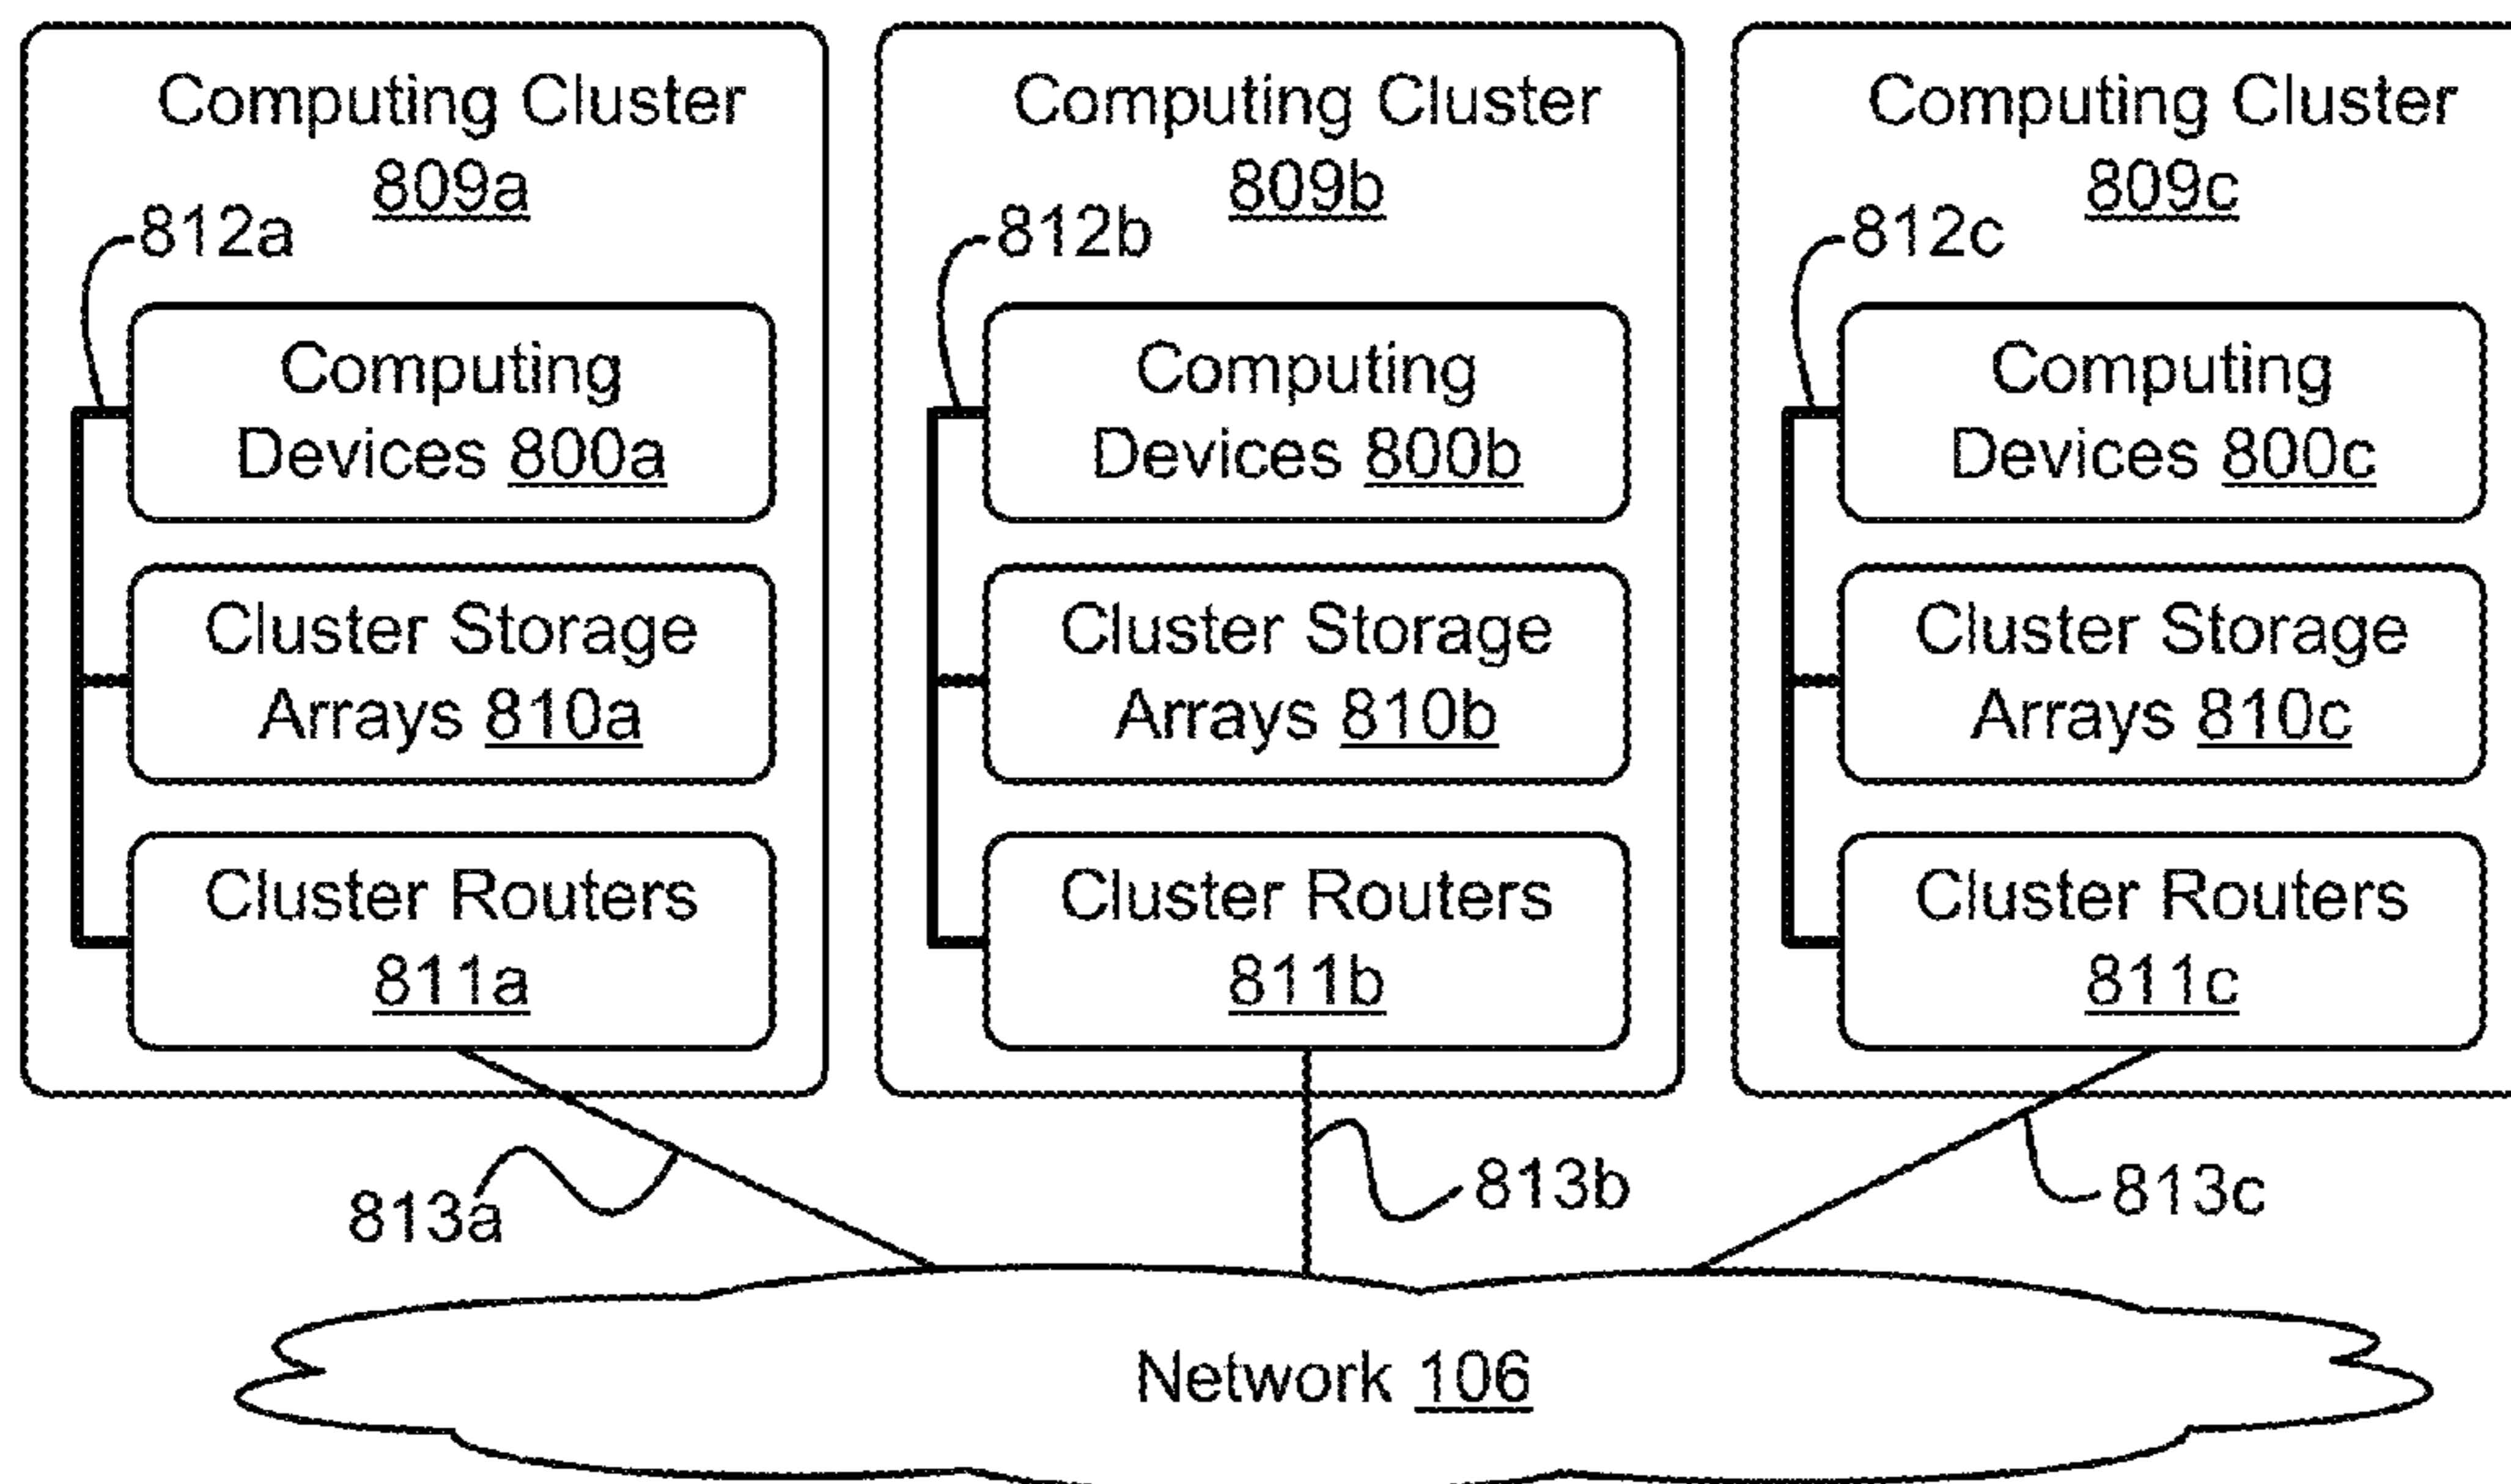 Computing Cluster
809a
812a
Computing
Devices 800a
Cluster Storage
Arrays 810a
Cluster Routers
811a
Computing Cluster
809b
812b
Computing
Devices 800b
Cluster Storage
Arrays 810b
Cluster Routers
811b
Computing Cluster
809c
812c
Computing
Devices 800c
Cluster Storage
Arrays 810c
Cluster Routers
811c
813a
813b
813c
Network 106